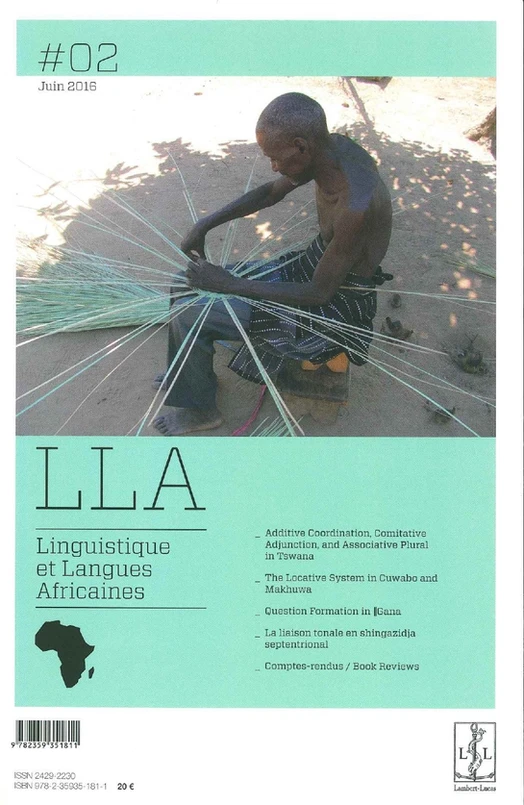 #02
Juin 2016
LLA
Linguistique
et Langues
Africaines
_ Additive Coordination, Comitative
Adjunction, and Associative Plural
in Tswana
_ The Locative System in Cuwabo and
Makhuwa
_ Question Formation in ǁGana
_ La liaison tonale en shingazidja
septentrional
_ Comptes-rendus / Book Reviews
9 782359 351811
ISSN 2429-2230
ISBN 978-2-35935-181-1 20 €
L L
Lambert-Lucas